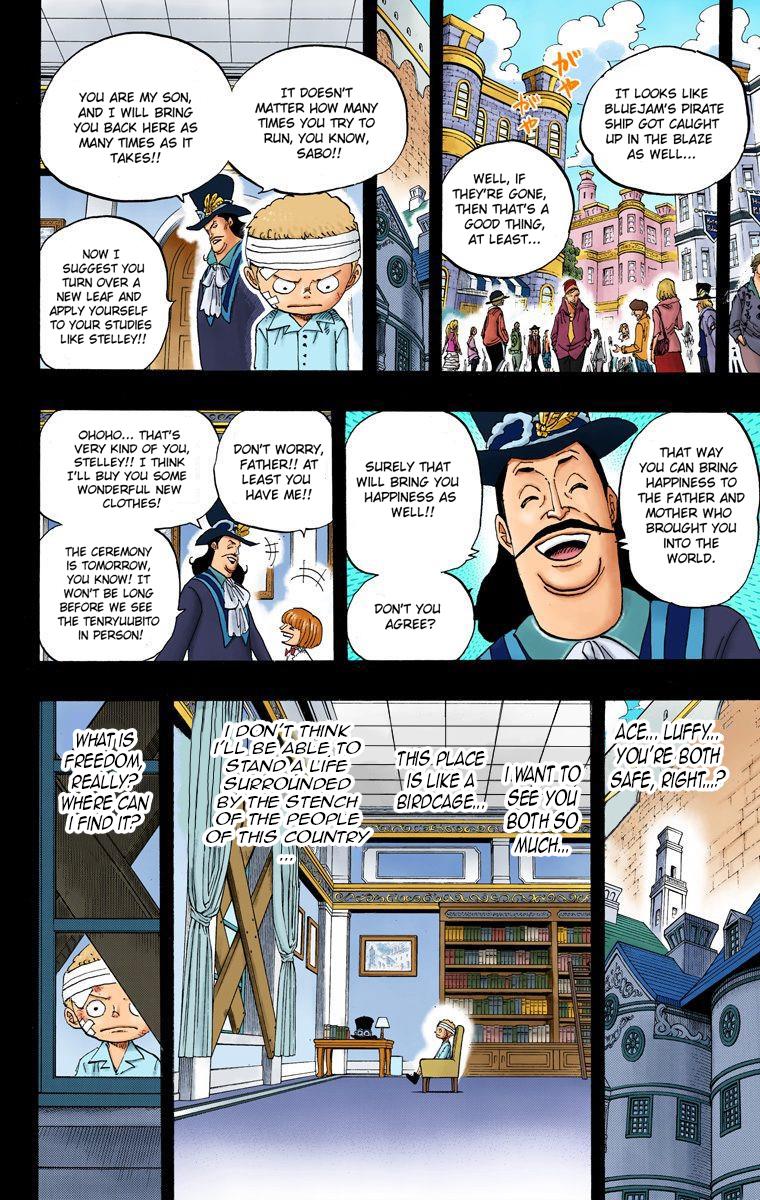 IT LOOKS LIKE
BLUEJAM'S PIRATE
SHIP GOT CAUGHT
UP IN THE BLAZE
AS WELL...
ガヤ
ガヤ
WELL, IF
THEY'RE GONE,
THEN THAT'S A
GOOD THING,
AT LEAST...
IT DOESN'T
MATTER HOW MANY
TIMES YOU TRY TO
RUN, YOU KNOW,
SABO!!
YOU ARE MY SON,
AND I WILL BRING
YOU BACK HERE AS
MANY TIMES AS IT
TAKES!!
NOW I
SUGGEST YOU
TURN OVER A
NEW LEAF AND
APPLY YOURSELF
TO YOUR STUDIES
LIKE STELLEY!!
THAT WAY
YOU CAN BRING
HAPPINESS TO
THE FATHER AND
MOTHER WHO
BROUGHT YOU
INTO THE
WORLD.
SURELY THAT
WILL BRING YOU
HAPPINESS AS
WELL!!
DON'T YOU
AGREE?
DON'T WORRY,
FATHER!! AT
LEAST YOU
HAVE ME!!
OHOHO... THAT'S
VERY KIND OF YOU,
STELLEY!! I THINK
I'LL BUY YOU SOME
WONDERFUL NEW
CLOTHES!
THE CEREMONY
IS TOMORROW,
YOU KNOW! IT
WON'T BE LONG
BEFORE WE SEE
THE TENRYUUBITO
IN PERSON!
ACE... LUFFY...
YOU'RE BOTH
SAFE, RIGHT...?
I WANT TO
SEE YOU
BOTH SO
MUCH...
THIS PLACE
IS LIKE A
BIRDCAGE...
I DON'T THINK
I'LL BE ABLE TO
STAND A LIFE
SURROUNDED
BY THE STENCH
OF THE PEOPLE
OF THIS COUNTRY
...
WHAT IS
FREEDOM,
REALLY?
WHERE CAN
I FIND IT?